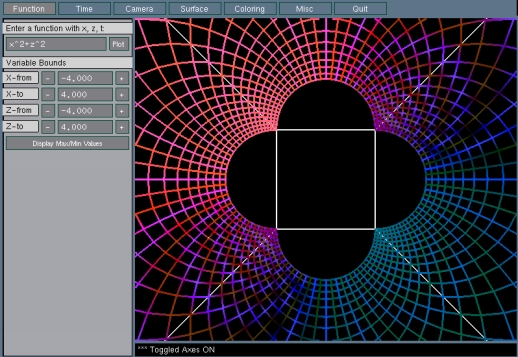 Function Time Camera Surface Coloring Misc Quit
Enter a function with x, z, t:
x^2+z^2 Plot
Variable Bounds
X-from - -4.000 +
X-to - 4.000 +
Z-from - -4.000 +
Z-to - 4.000 +
Display Max/Min Values
*** Toggled Axes ON